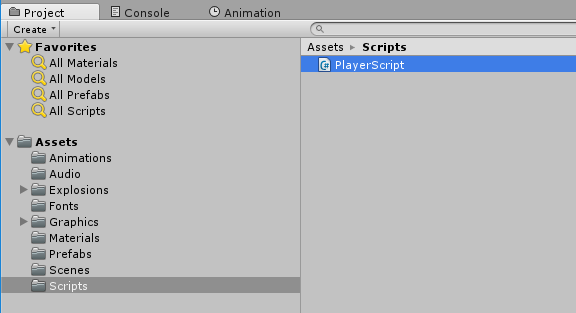 Project Console Animation
Create
Favorites
All Materials
All Models
All Prefabs
All Scripts
Assets
Animations
Audio
Explosions
Fonts
Graphics
Materials
Prefabs
Scenes
Scripts
Assets ▸ Scripts
C# PlayerScript